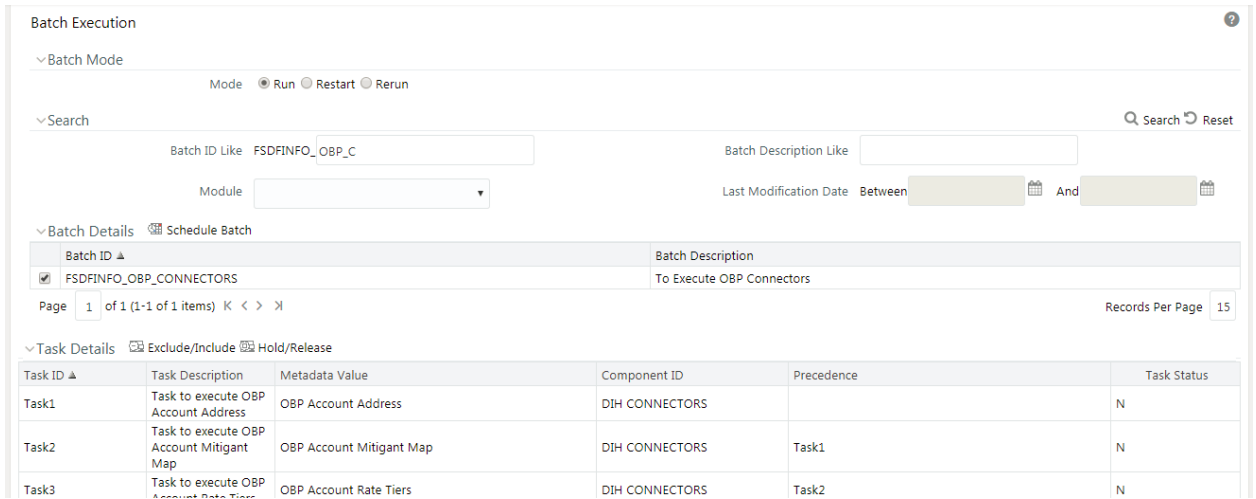 Batch Execution
Batch Mode
Mode Run Restart Rerun
Search Search Reset
Batch ID Like FSDFINFO_ OBP_C Batch Description Like
Module Last Modification Date Between And
Batch Details Schedule Batch
Batch ID Batch Description
FSDFINFO_OBP_CONNECTORS To Execute OBP Connectors
Page 1 of 1 (1-1 of 1 items) Records Per Page 15
Task Details Exclude/Include Hold/Release
Task ID Task Description Metadata Value Component ID Precedence Task Status
Task1 Task to execute OBP Account Address OBP Account Address DIH CONNECTORS N
Task2 Task to execute OBP Account Mitigant Map OBP Account Mitigant Map DIH CONNECTORS Task1 N
Task3 Task to execute OBP Account Rate Tiers OBP Account Rate Tiers DIH CONNECTORS Task2 N